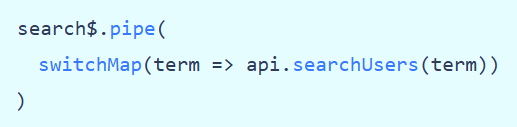 search$.pipe(
  switchMap(term => api.searchUsers(term))
)